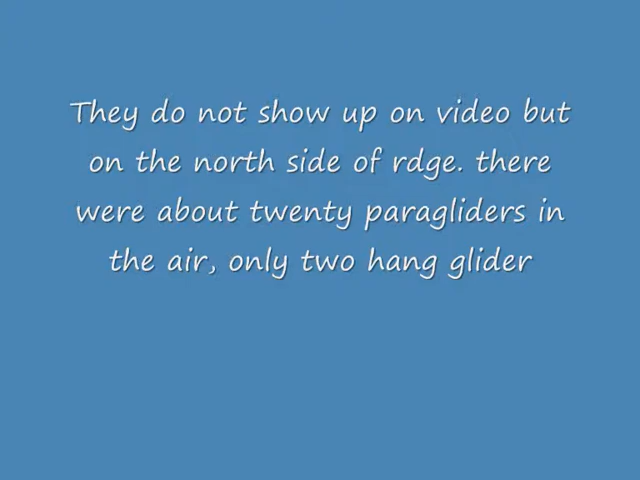 They do not show up on video but
on the north side of rdge. there
were about twenty paragliders in
the air, only two hang glider